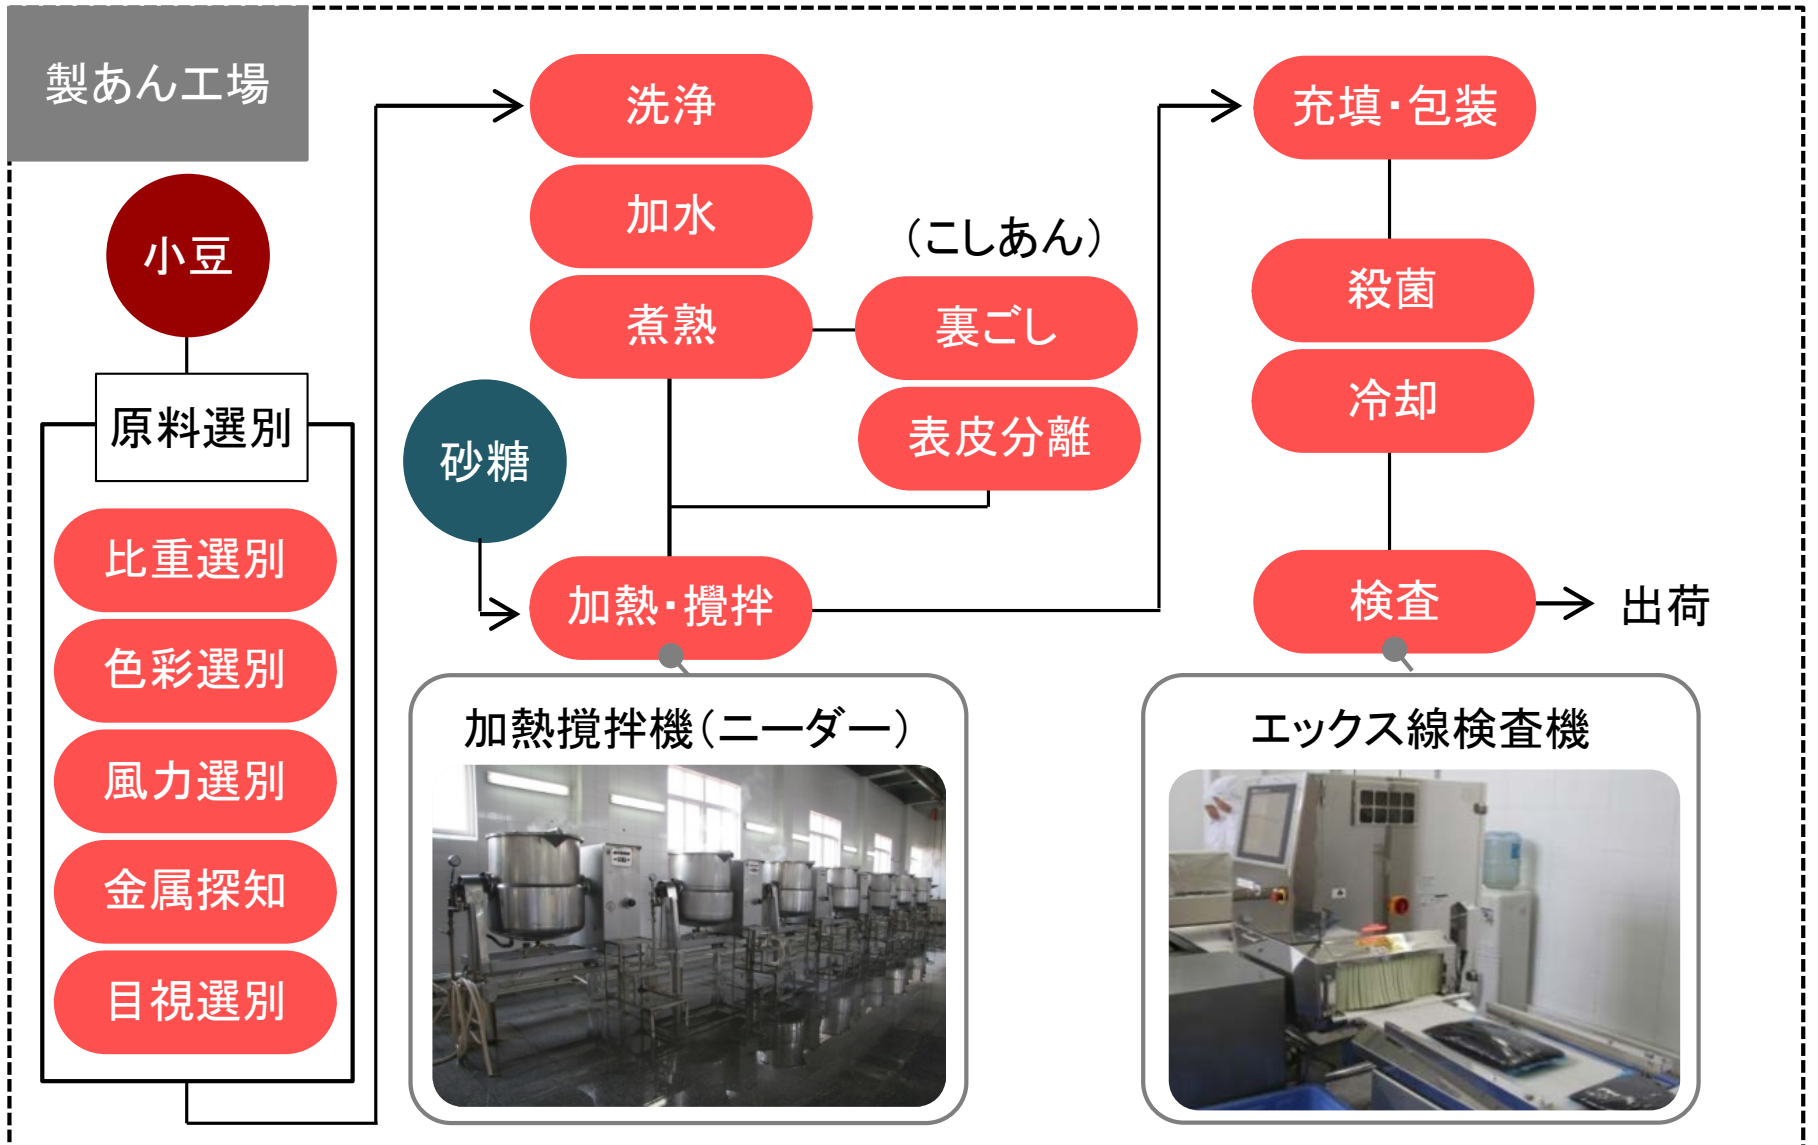 製あん工場
小豆
原料選別
比重選別
色彩選別
風力選別
金属探知
目視選別
洗浄
加水
煮熟
(こしあん)
裏ごし
表皮分離
砂糖
加熱・攪拌
加熱撹拌機(ニーダー)
充填・包装
殺菌
冷却
検査
出荷
エックス線検査機